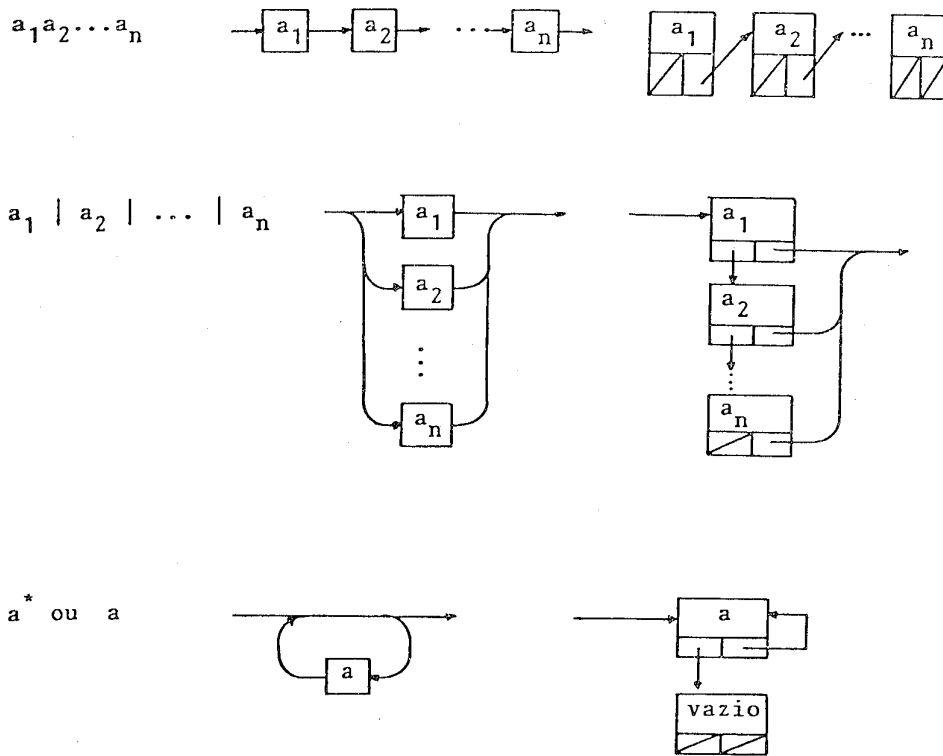 a₁a₂...aₙ a₁ a₂ ... aₙ a₁ a₂ ... aₙ
a₁ | a₂ | ... | aₙ a₁ a₁
a₂ a₂
... ...
aₙ aₙ
a* ou a a
a
vazio